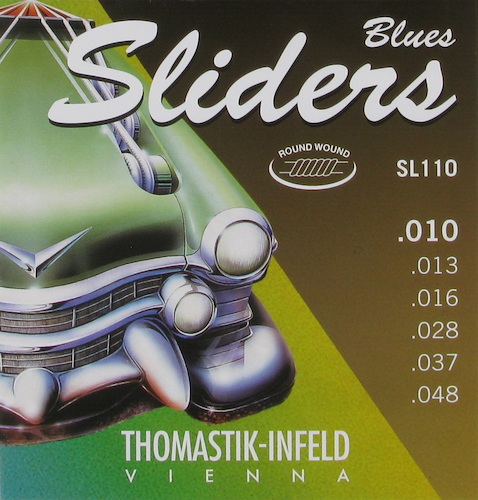 Blues
Sliders
ROUND WOUND
SL110
.010
.013
.016
.028
.037
.048
THOMASTIK-INFELD
VIENNA